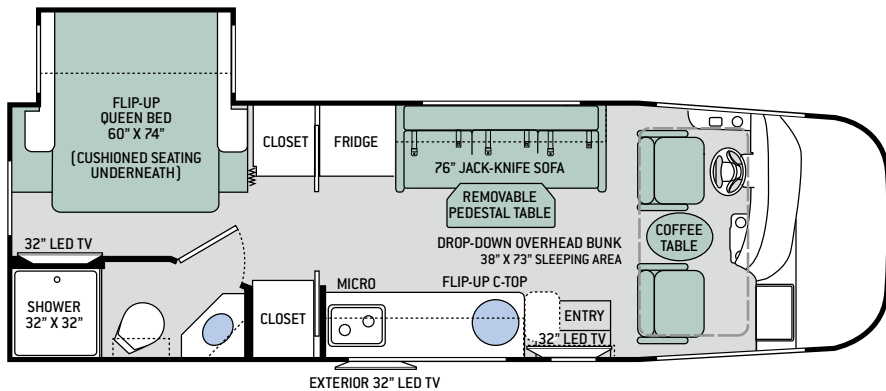 FLIP-UP
QUEEN BED
60" X 74"
(CUSHIONED SEATING
UNDERNEATH)
CLOSET
FRIDGE
76" JACK-KNIFE SOFA
REMOVABLE
PEDESTAL TABLE
COFFEE
TABLE
DROP-DOWN OVERHEAD BUNK
38" X 73" SLEEPING AREA
32" LED TV
SHOWER
32" X 32"
CLOSET
MICRO
FLIP-UP C-TOP
ENTRY
32" LED TV
EXTERIOR 32" LED TV